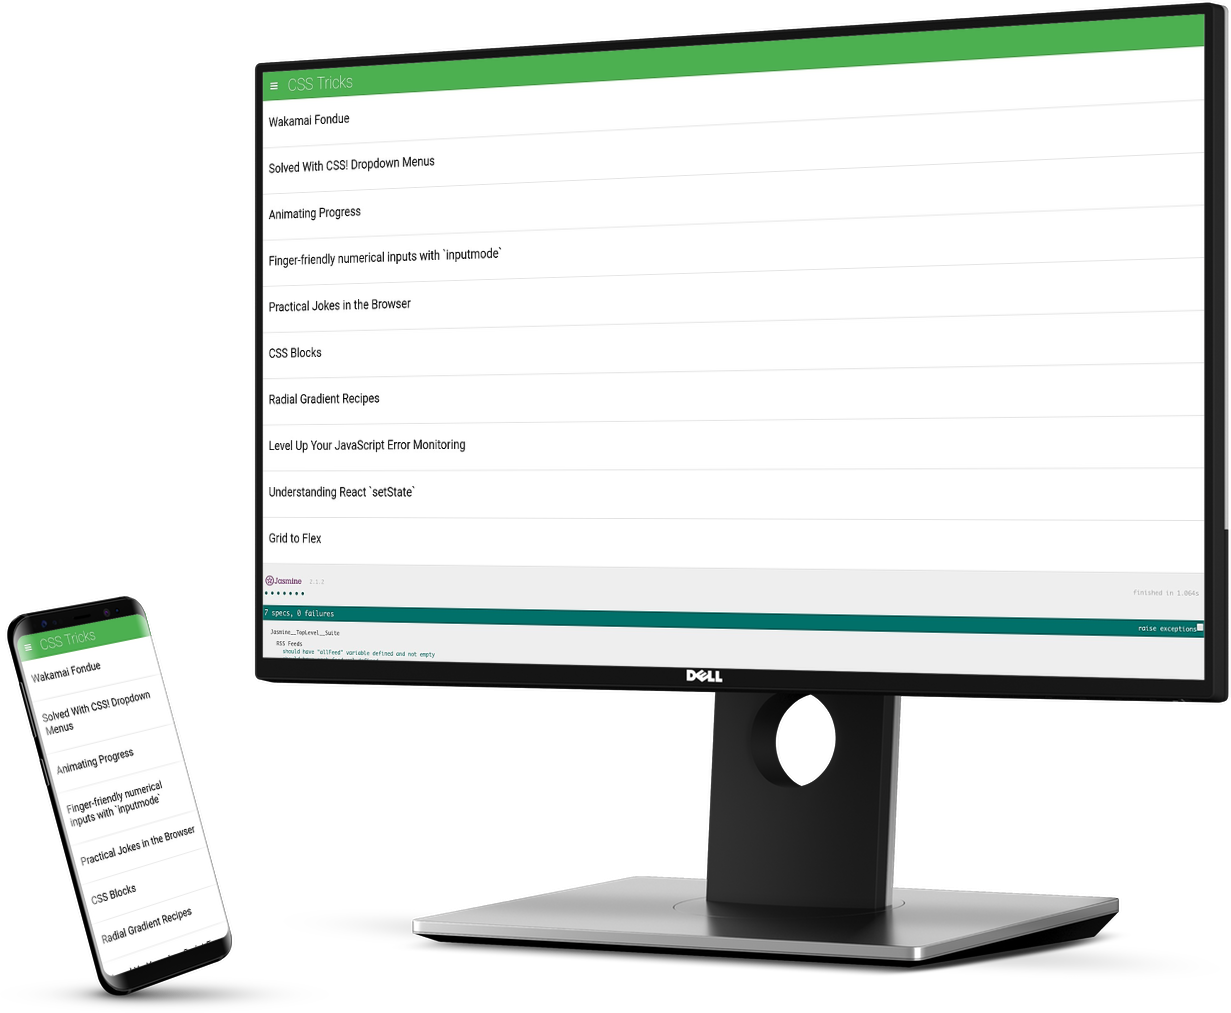 CSS Tricks
Wakamai Fondue
Solved With CSS! Dropdown Menus
Animating Progress
Finger-friendly numerical inputs with `inputmode`
Practical Jokes in the Browser
CSS Blocks
Radial Gradient Recipes
Level Up Your JavaScript Error Monitoring
Understanding React `setState`
Grid to Flex
Jasmine 2.1.2
finished in 1.064s
7 specs, 0 failures
raise exceptions
Jasmine__TopLevel__Suite
RSS Feeds
should have "allFeed" variable defined and not empty
DELL
CSS Tricks
Wakamai Fondue
Solved With CSS! Dropdown
Menus
Animating Progress
Finger-friendly numerical
inputs with `inputmode`
Practical Jokes in the Browser
CSS Blocks
Radial Gradient Recipes